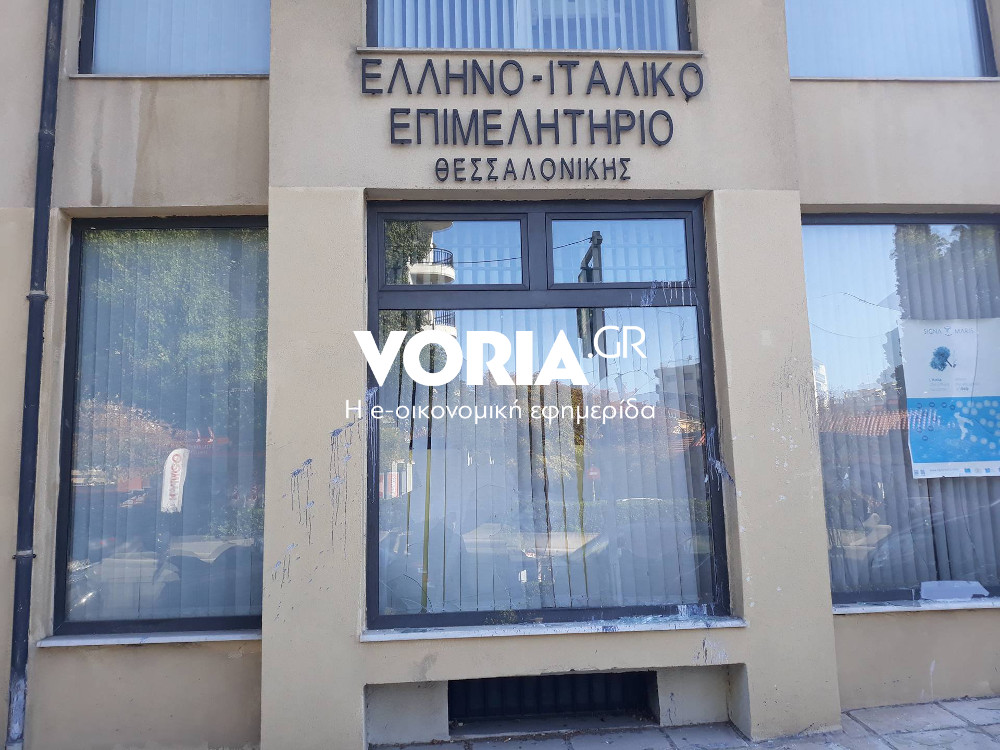 ΕΛΛΗΝΟ-ΙΤΑΛΙΚΟ
ΕΠΙΜΕΛΗΤΗΡΙΟ
ΘΕΣΣΑΛΟΝΙΚΗΣ
VORIA.GR
Η e-οικονομική εφημερίδα